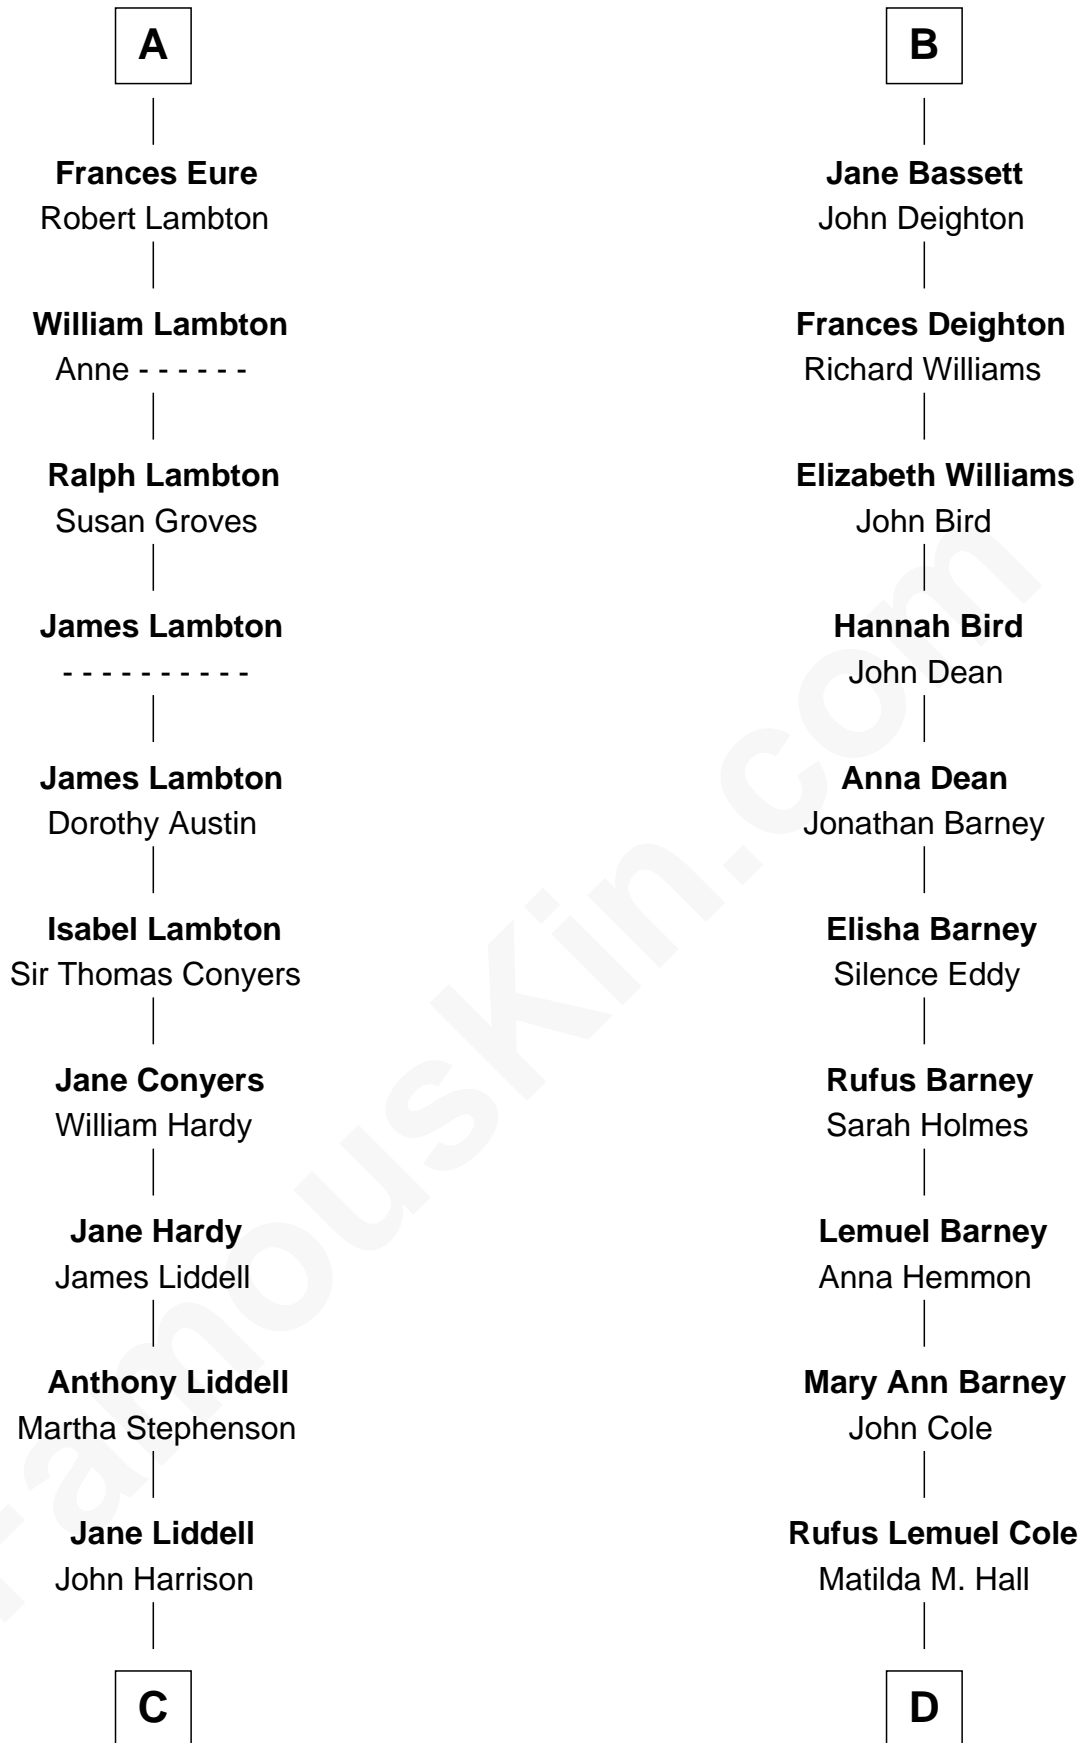 A
Frances Eure
Robert Lambton
William Lambton
Anne - - - - - -
Ralph Lambton
Susan Groves
James Lambton
- - - - - - - - - -
James Lambton
Dorothy Austin
Isabel Lambton
Sir Thomas Conyers
Jane Conyers
William Hardy
Jane Hardy
James Liddell
Anthony Liddell
Martha Stephenson
Jane Liddell
John Harrison
C
B
Jane Bassett
John Deighton
Frances Deighton
Richard Williams
Elizabeth Williams
John Bird
Hannah Bird
John Dean
Anna Dean
Jonathan Barney
Elisha Barney
Silence Eddy
Rufus Barney
Sarah Holmes
Lemuel Barney
Anna Hemmon
Mary Ann Barney
John Cole
Rufus Lemuel Cole
Matilda M. Hall
D
FamousKin.com